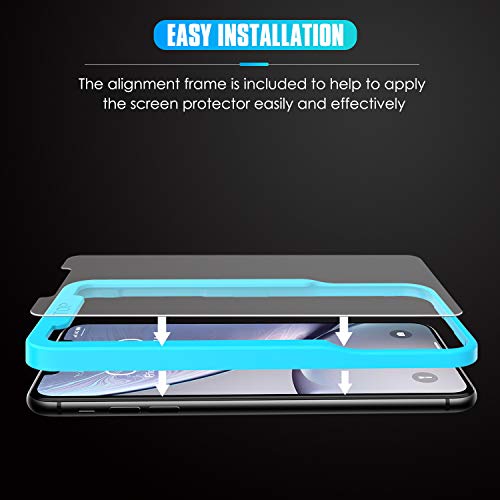 EASY INSTALLATION
The alignment frame is included to help to apply
the screen protector easily and effectively